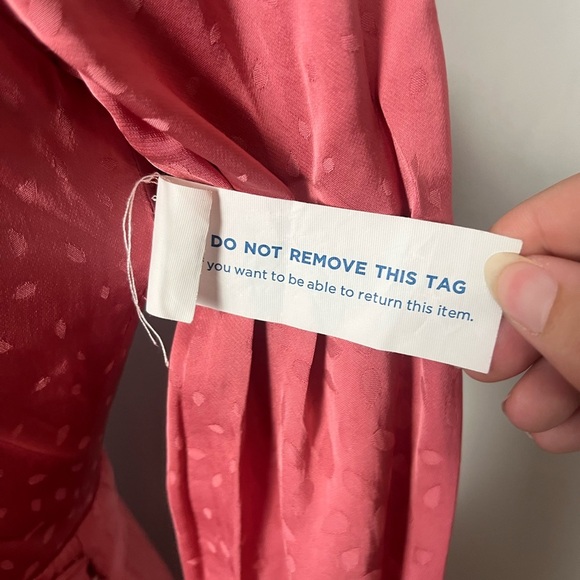 DO NOT REMOVE THIS TAG
you want to be able to return this item.